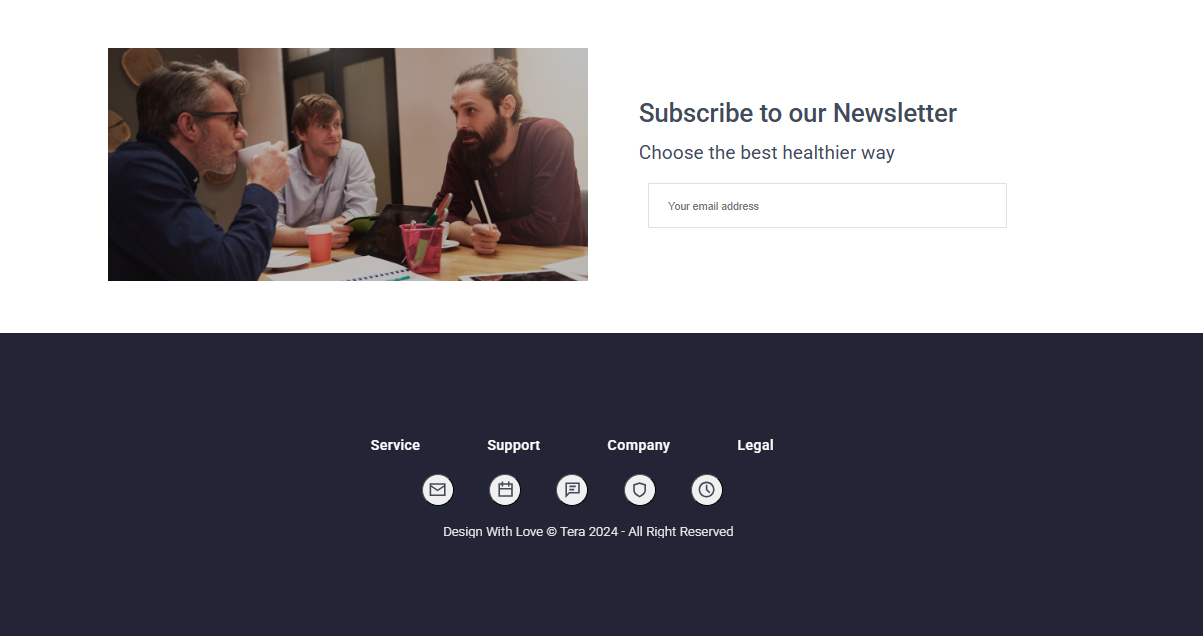 Subscribe to our Newsletter
Choose the best healthier way
Your email address
Service Support Company Legal
Design With Love © Tera 2024 - All Right Reserved